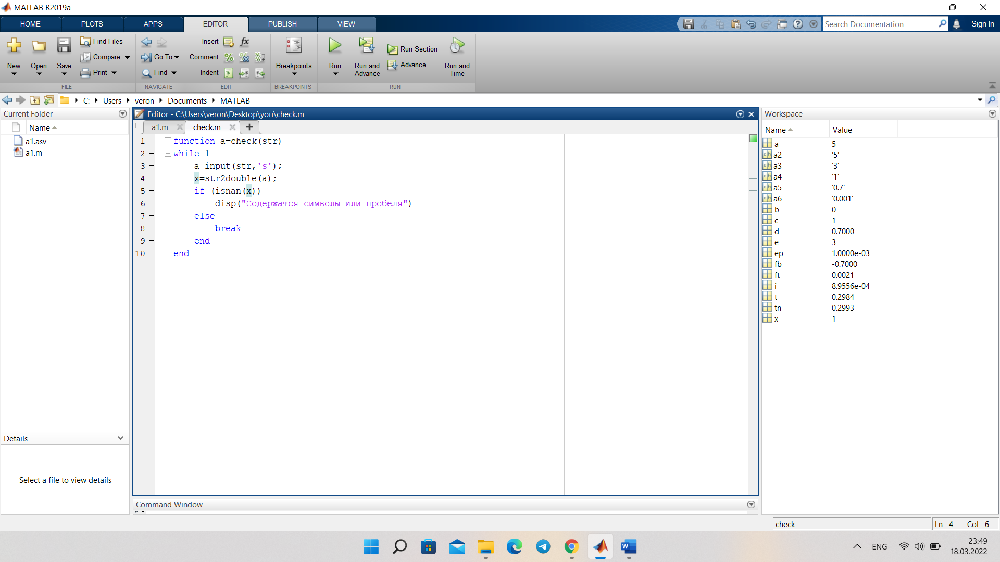 MATLAB R2019a
HOME PLOTS APPS EDITOR PUBLISH VIEW
Search Documentation
Sign In
New
Open
Save
Find Files
Compare
Print
FILE
Go To
Find
NAVIGATE
Insert fx
Comment
Indent
EDIT
Breakpoints
BREAKPOINTS
Run
Run and
Advance
Run Section
Advance
Run and
Time
RUN
C: Users veron Documents MATLAB
Current Folder
Name
a1.asv
a1.m
Details
Select a file to view details
Editor - C:\Users\veron\Desktop\уоп\check.m
a1.m check.m +
1 function a=check(str)
2 – while 1
3 – a=input(str,'s');
4 – x=str2double(a);
5 – if (isnan(x))
6 – disp("Содержатся символы или пробеля")
7 – else
8 – break
9 – end
10 – end
Command Window
Workspace
Name Value
a 5
a2 '5'
a3 '3'
a4 '1'
a5 '0.7'
a6 '0.001'
b 0
c 1
d 0.7000
e 3
ep 1.0000e-03
fb -0.7000
ft 0.0021
i 8.9556e-04
t 0.2984
tn 0.2993
x 1
check
Ln 4 Col 6
ENG
23:49
18.03.2022